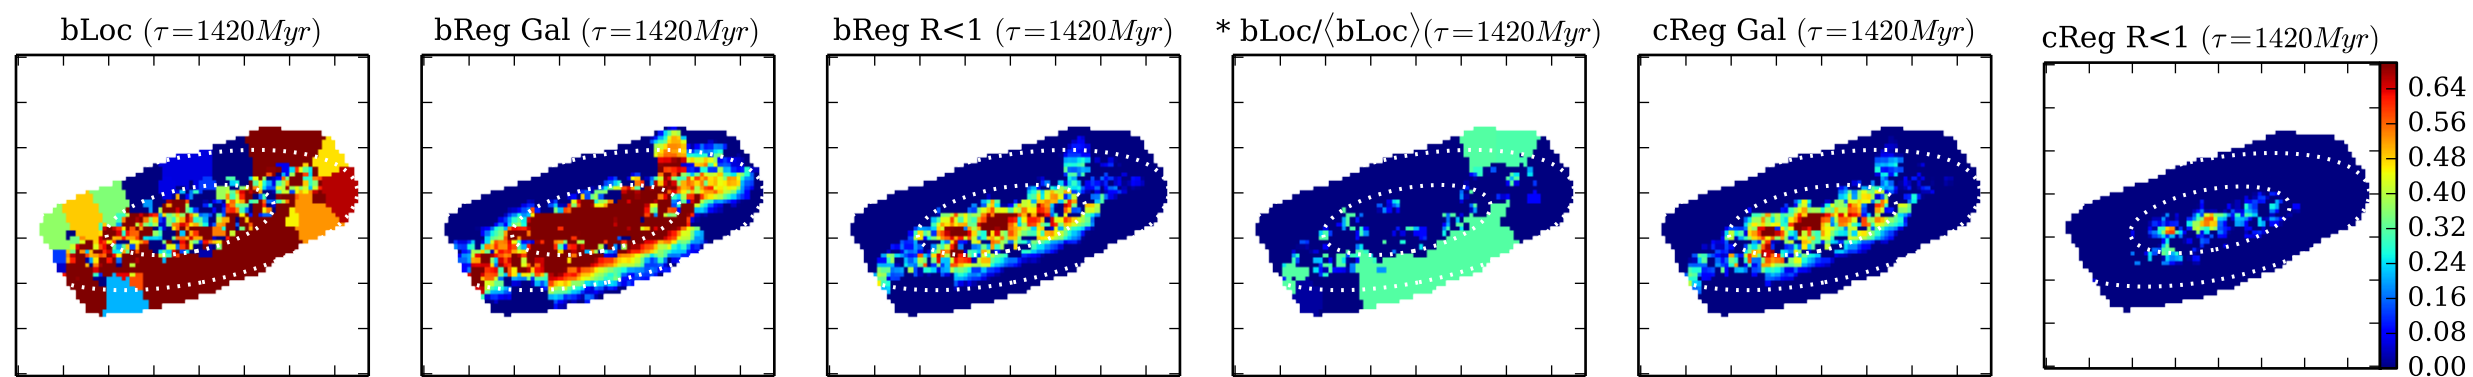 bLoc (τ=1420Myr)
bReg Gal (τ=1420Myr)
bReg R<1 (τ=1420Myr)
* bLoc/⟨bLoc⟩(τ=1420Myr)
cReg Gal (τ=1420Myr)
cReg R<1 (τ=1420Myr)
0.64
0.56
0.48
0.40
0.32
0.24
0.16
0.08
0.00